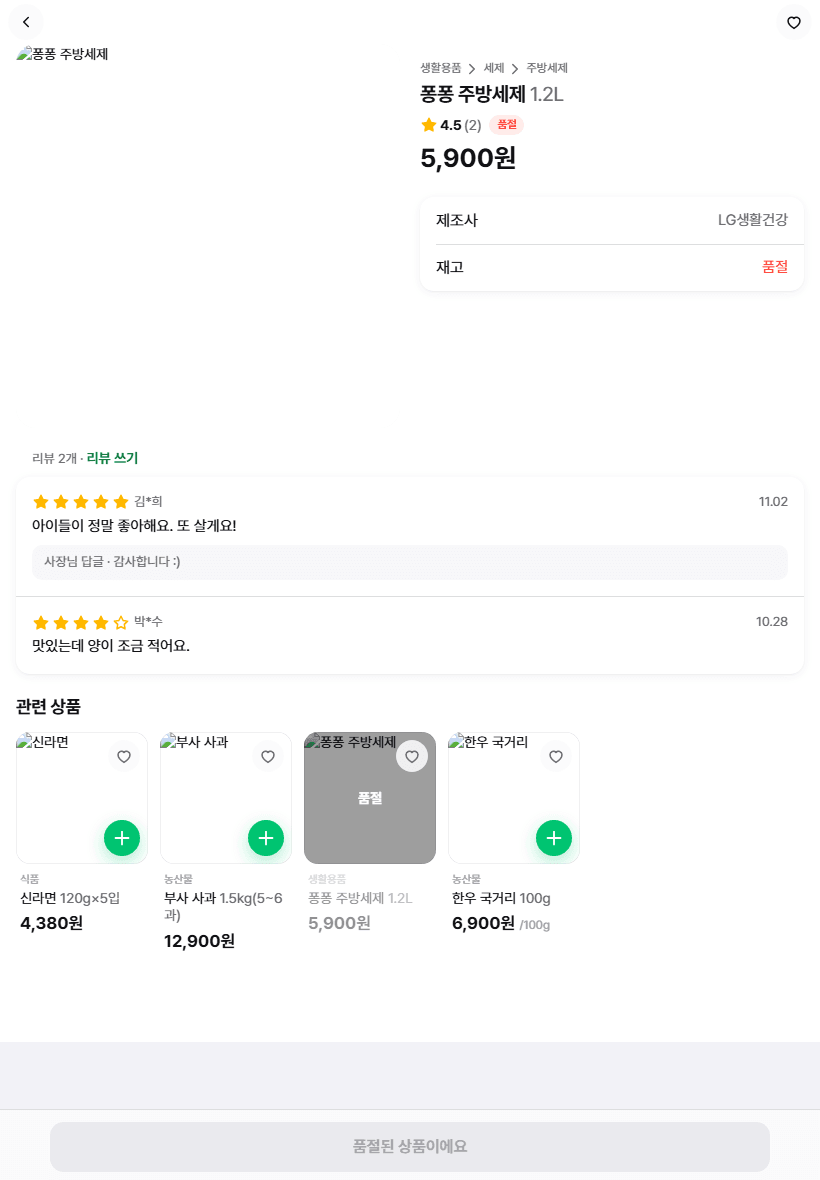 퐁퐁 주방세제
생활용품 > 세제 > 주방세제
퐁퐁 주방세제 1.2L
4.5 (2) 품절
5,900원
제조사 LG생활건강
재고 품절
리뷰 2개 · 리뷰 쓰기
김*희 11.02
아이들이 정말 좋아해요. 또 살게요!
사장님 답글 · 감사합니다 :)
박*수 10.28
맛있는데 양이 조금 적어요.
관련 상품
신라면
식품
신라면 120g×5입
4,380원
부사 사과
농산물
부사 사과 1.5kg(5~6
과)
12,900원
퐁퐁 주방세제
품절
생활용품
퐁퐁 주방세제 1.2L
5,900원
한우 국거리
농산물
한우 국거리 100g
6,900원 /100g
품절된 상품이에요